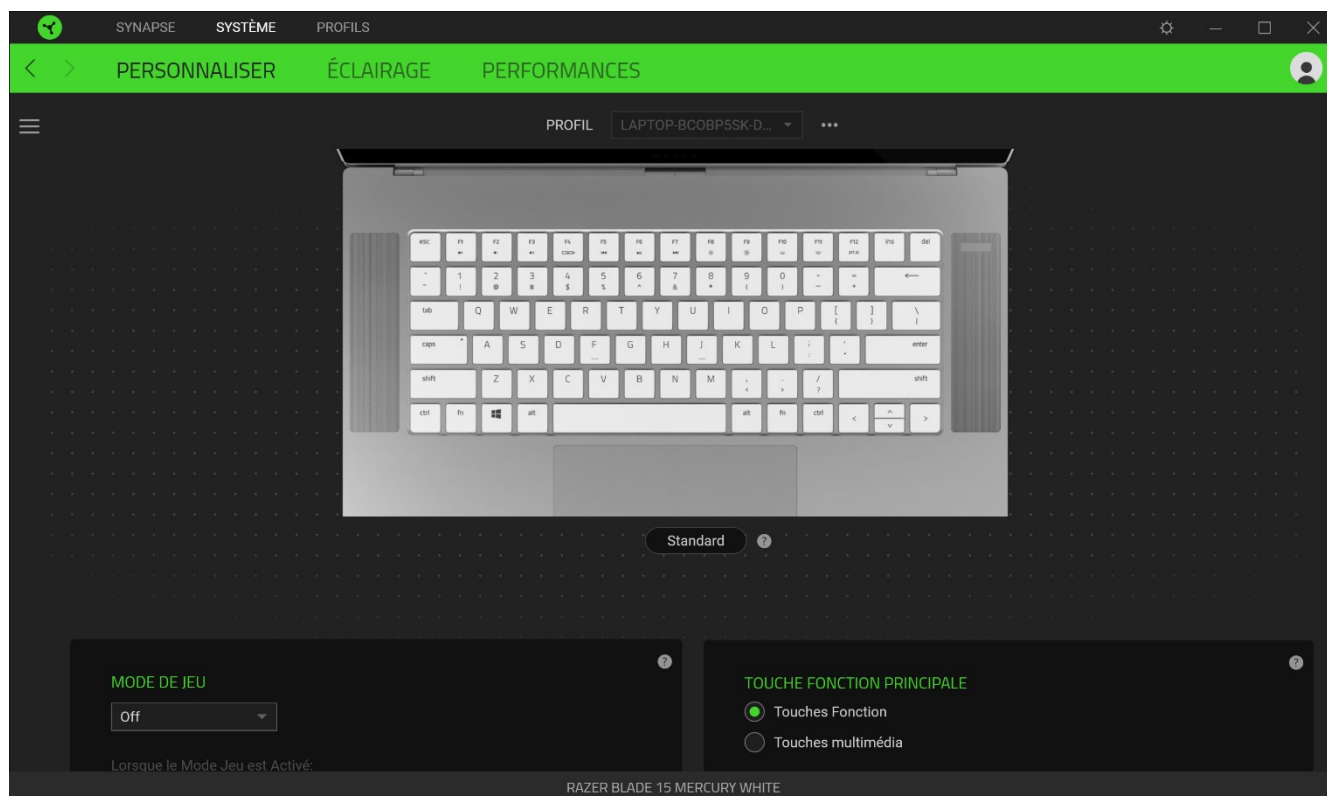 SYNAPSE SYSTÈME PROFILS
PERSONNALISER ÉCLAIRAGE PERFORMANCES
PROFIL LAPTOP-BCOBP5SK-D...
esc F1 F2 F3 F4 F5 F6 F7 F8 F9 F10 F11 F12 ins del
1 2 3 4 5 6 7 8 9 0 - =
! @ # $ % ^ & * ( ) _ +
tab Q W E R T Y U I O P [ ] \
{ } |
caps A S D F G H J K L ; '
enter
shift Z X C V B N M , . / shift
< > ?
ctrl fn alt alt fn ctrl < ^ >
v
Standard ?
MODE DE JEU ?
Off
Lorsque le Mode Jeu est Activé:
TOUCHE FONCTION PRINCIPALE ?
Touches Fonction
Touches multimédia
RAZER BLADE 15 MERCURY WHITE